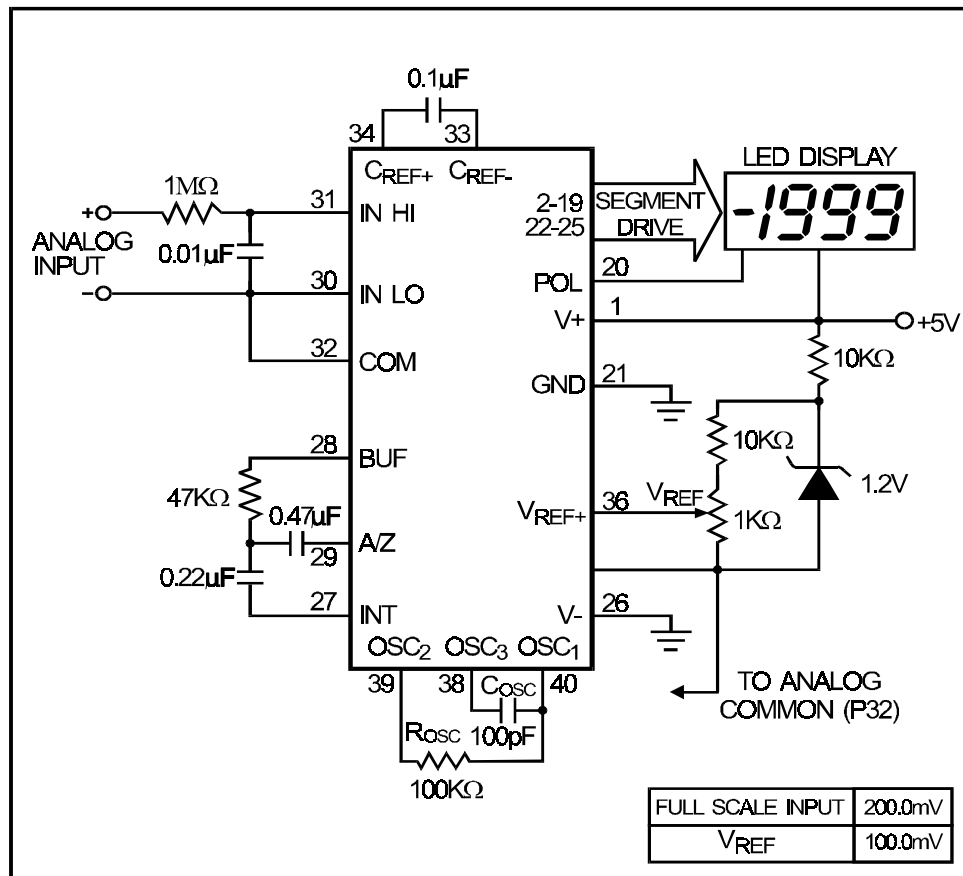 0.1µF
34
33
CREF+
CREF-
LED DISPLAY
-1999
1MΩ
31
IN HI
2-19
22-25
SEGMENT
DRIVE
+
ANALOG
INPUT
–
0.01µF
30
IN LO
20
POL
1
V+
+5V
32
COM
10KΩ
21
GND
28
BUF
10KΩ
47KΩ
VREF
1.2V
36
VREF+
1KΩ
0.47µF
29
A/Z
0.22µF
27
INT
26
V-
OSC2
OSC3
OSC1
39
38
COSC
40
TO ANALOG
COMMON (P32)
ROSC
100pF
100KΩ
FULL SCALE INPUT 200.0mV
VREF 100.0mV